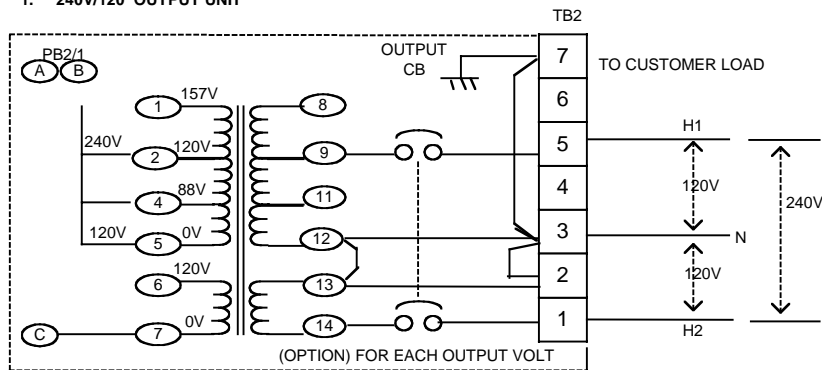 1. 240V/120 OUTPUT UNIT
TB2
PB2/1
A B
OUTPUT
CB
7
TO CUSTOMER LOAD
1 157V
8
6
H1
240V
2 120V
9
5
120V
240V
4 88V
11
4
120V
5 0V
12
3
N
6 120V
13
2
120V
C
7 0V
14
1
H2
(OPTION) FOR EACH OUTPUT VOLT